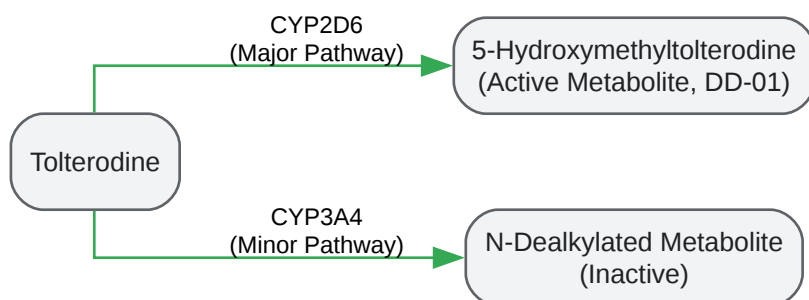 CYP2D6
(Major Pathway)
5-Hydroxymethyltolterodine
(Active Metabolite, DD-01)
Tolterodine
CYP3A4
(Minor Pathway)
N-Dealkylated Metabolite
(Inactive)